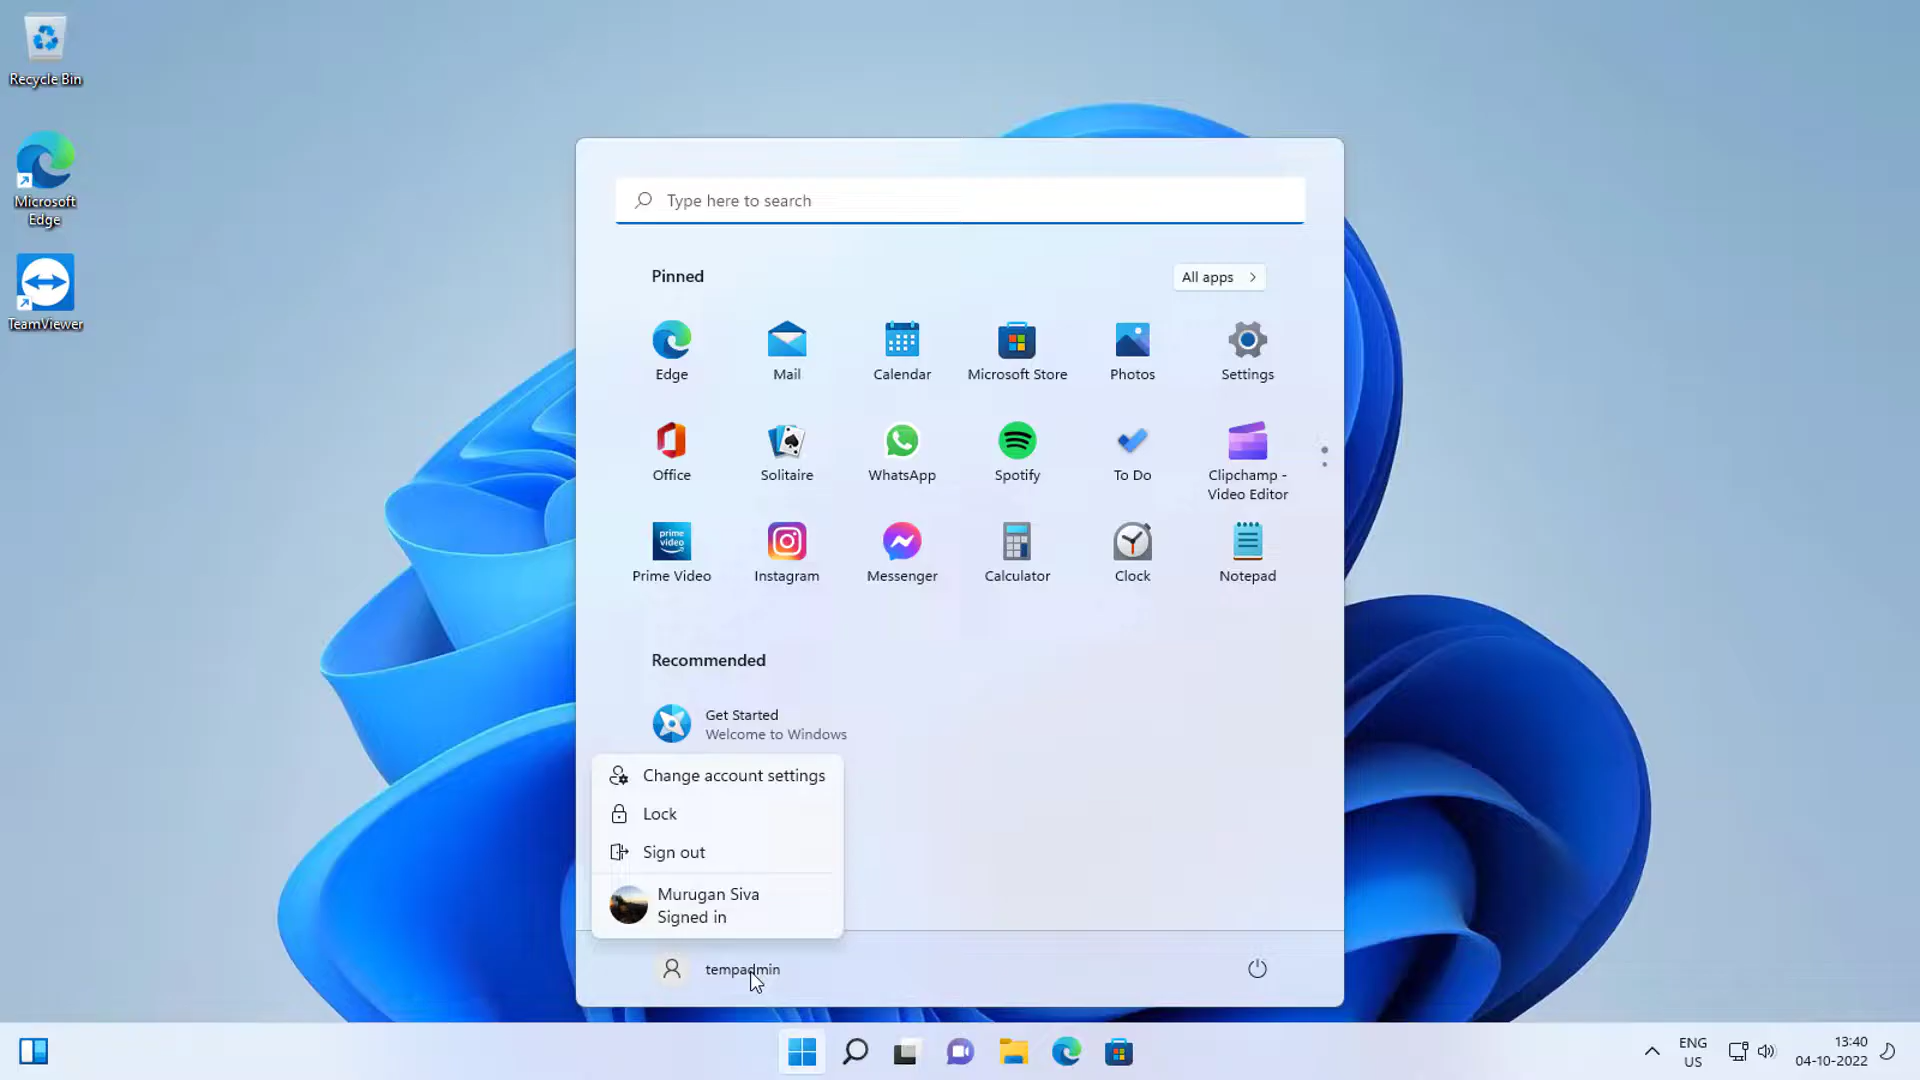 Recycle Bin
Microsoft
Edge
TeamViewer
Type here to search
Pinned
All apps
Edge
Mail
Calendar
Microsoft Store
Photos
Settings
Office
Solitaire
WhatsApp
Spotify
To Do
Clipchamp -
Video Editor
prime
video
Prime Video
Instagram
Messenger
Calculator
Clock
Notepad
Recommended
Get Started
Welcome to Windows
Change account settings
Lock
Sign out
Murugan Siva
Signed in
tempadmin
ENG
US
13:40
04-10-2022